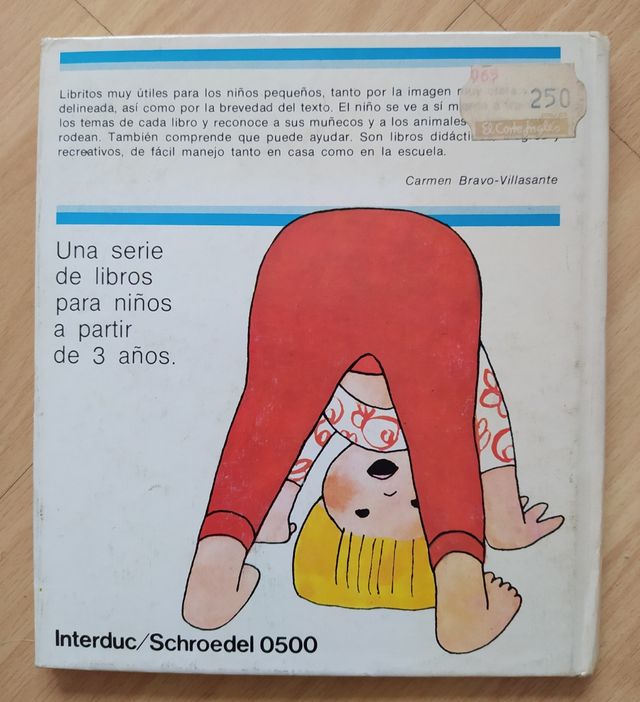 Libritos muy útiles para los niños pequeños, tanto por la imagen
delineada, así como por la brevedad del texto. El niño se ve a sí
los temas de cada libro y reconoce a sus muñecos y a los animales
rodean. También comprende que puede ayudar. Son libros
recreativos, de fácil manejo tanto en casa como en la escuela.
Carmen Bravo-Villasante
250
El Corte Inglés
Una serie
de libros
para niños
a partir
de 3 años.
Interduc/Schroedel 0500